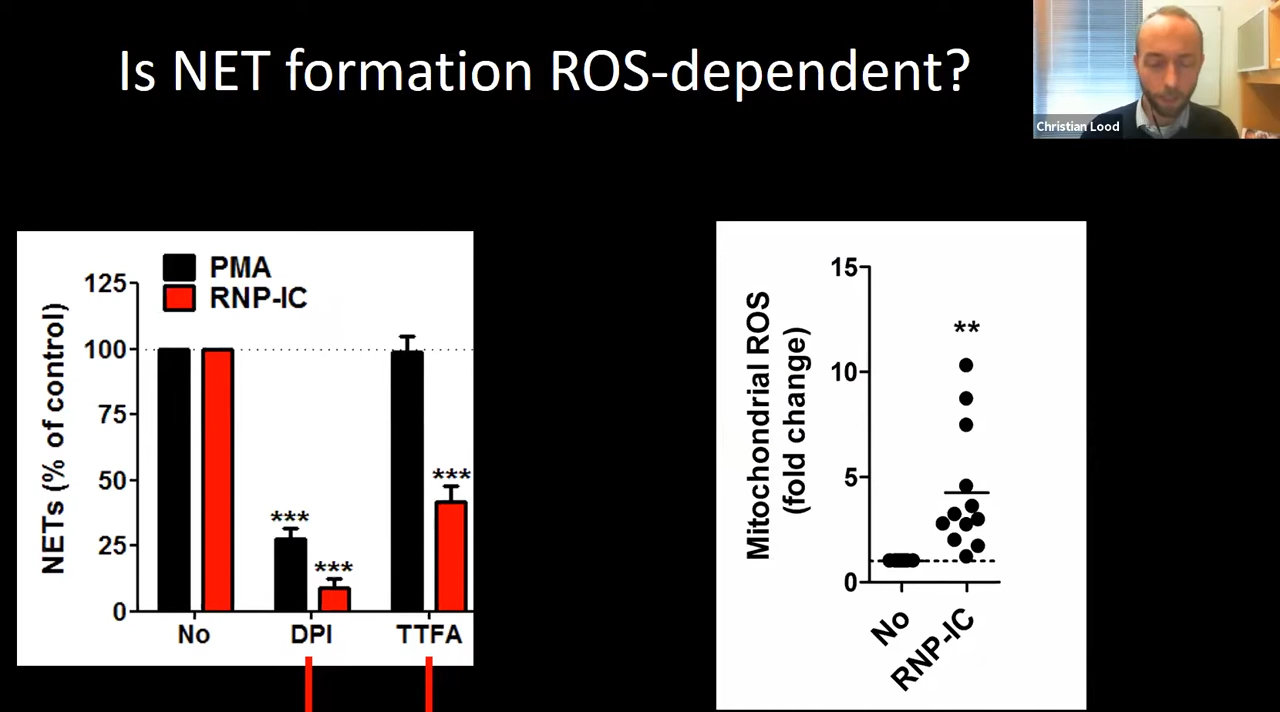 Is NET formation ROS-dependent?
Christian Lood
PMA
RNP-IC
NETs (% of control)
125
100
75
50
25
0
***
***
***
No
DPI
TTFA
Mitochondrial ROS
(fold change)
15
10
5
0
**
No
RNP-IC